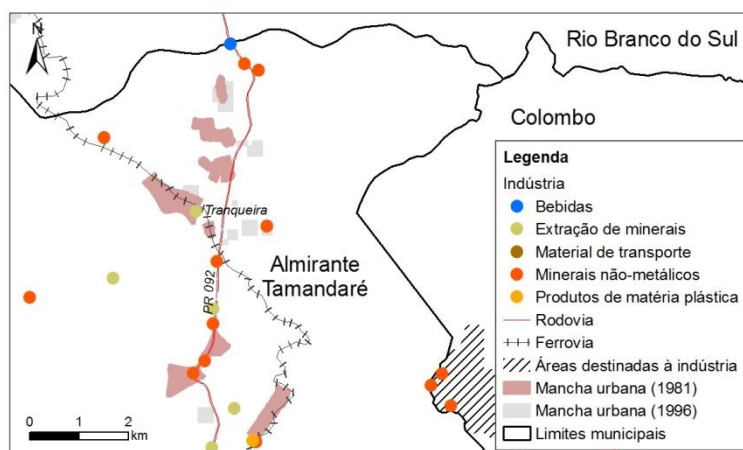 N
Rio Branco do Sul
Colombo
Tranqueira
Almirante
Tamandaré
PR 092
0 1 2
km
Legenda
Indústria
Bebidas
Extração de minerais
Material de transporte
Minerais não-metálicos
Produtos de matéria plástica
Rodovia
Ferrovia
Áreas destinadas à indústria
Mancha urbana (1981)
Mancha urbana (1996)
Limites municipais